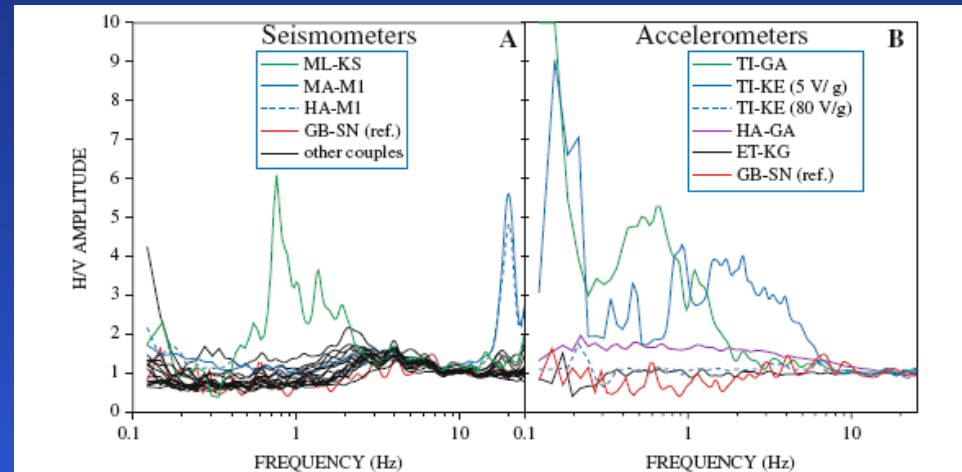 Seismometers
A
ML-KS
MA-M1
HA-M1
GB-SN (ref.)
other couples
Accelerometers
B
TI-GA
TI-KE (5 V/ g)
TI-KE (80 V/g)
HA-GA
ET-KG
GB-SN (ref.)
H/V AMPLITUDE
10
9
8
7
6
5
4
3
2
1
0
0.1
1
10
0.1
1
10
FREQUENCY (Hz)
FREQUENCY (Hz)